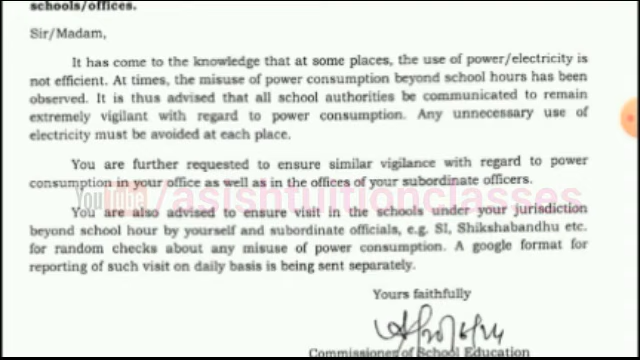 schools/offices.
Sir/Madam,
It has come to the knowledge that at some places, the use of power/electricity is
not efficient. At times, the misuse of power consumption beyond school hours has been
observed. It is thus advised that all school authorities be communicated to remain
extremely vigilant with regard to power consumption. Any unnecessary use of
electricity must be avoided at each place.
You are further requested to ensure similar vigilance with regard to power
consumption in your office as well as in the offices of your subordinate officers.
YouTube/asishtuitionclasses
You are also advised to ensure visit in the schools under your jurisdiction
beyond school hour by yourself and subordinate officials, e.g. SI, Shikshabandhu etc.
for random checks about any misuse of power consumption. A google format for
reporting of such visit on daily basis is being sent separately.
Yours faithfully
Commissioner of School Education